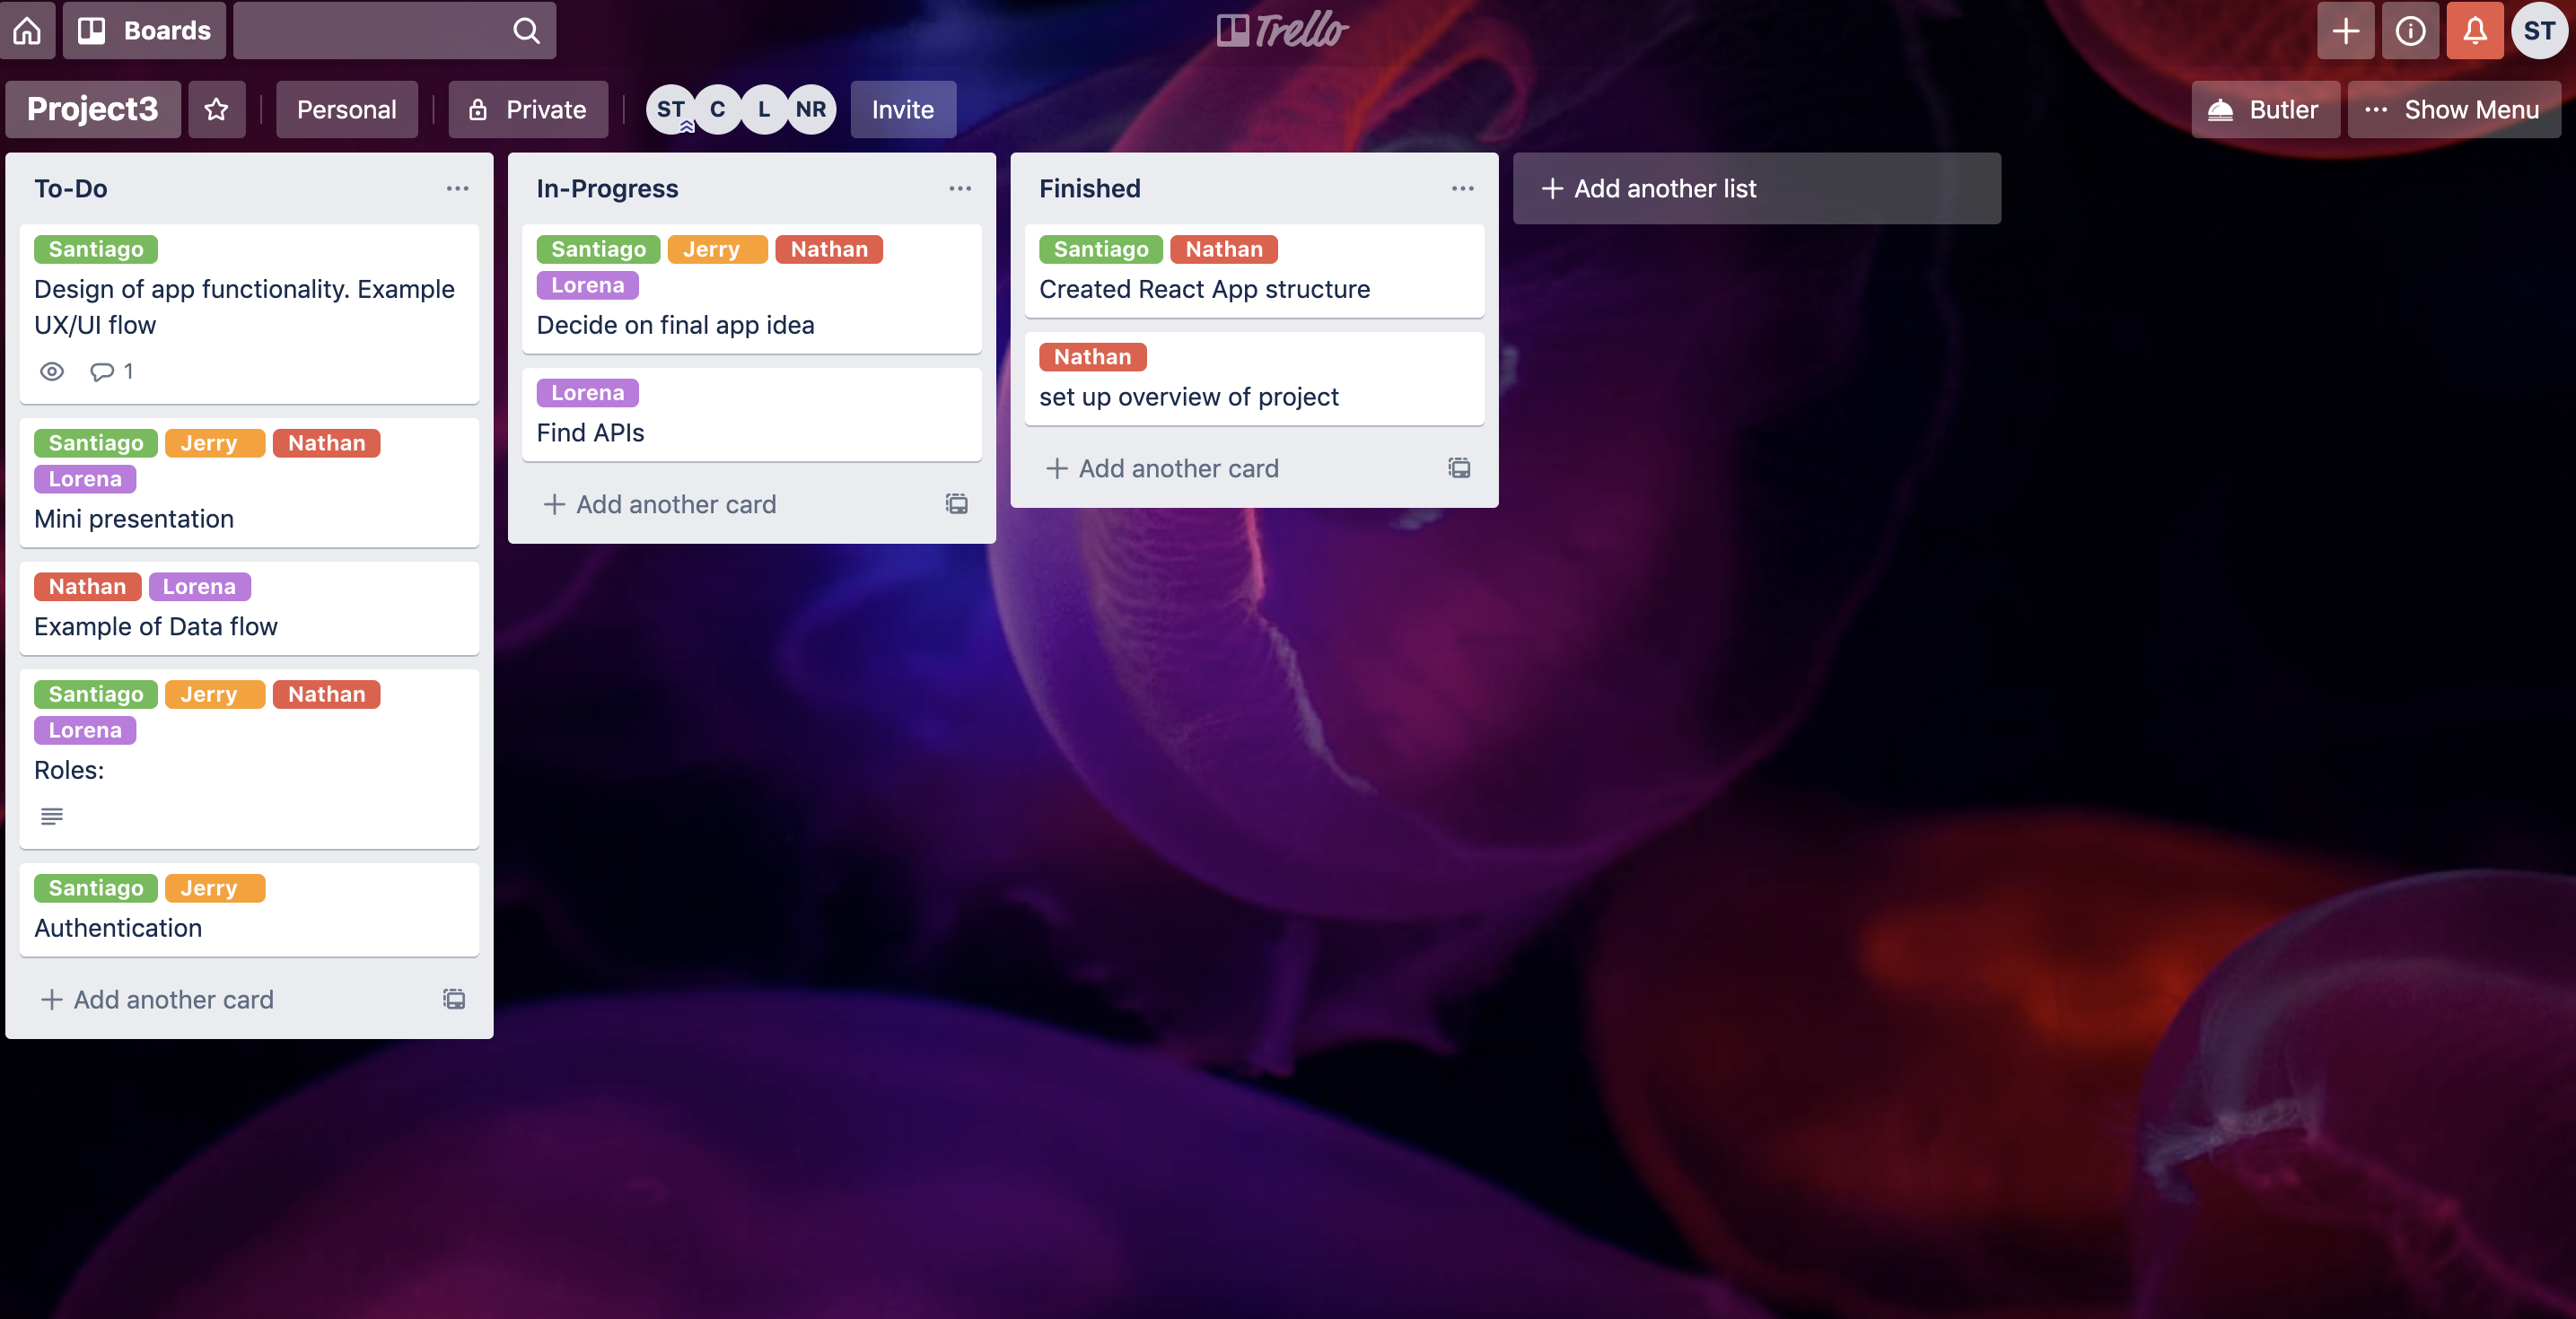 Boards
Trello
ST
Project3
Personal
Private
ST C L NR
Invite
Butler
... Show Menu
To-Do
Santiago
Design of app functionality. Example
UX/UI flow
1
Santiago Jerry Nathan
Lorena
Mini presentation
Nathan Lorena
Example of Data flow
Santiago Jerry Nathan
Lorena
Roles:
Santiago Jerry
Authentication
+ Add another card
In-Progress
Santiago Jerry Nathan
Lorena
Decide on final app idea
Lorena
Find APIs
+ Add another card
Finished
Santiago Nathan
Created React App structure
Nathan
set up overview of project
+ Add another card
+ Add another list